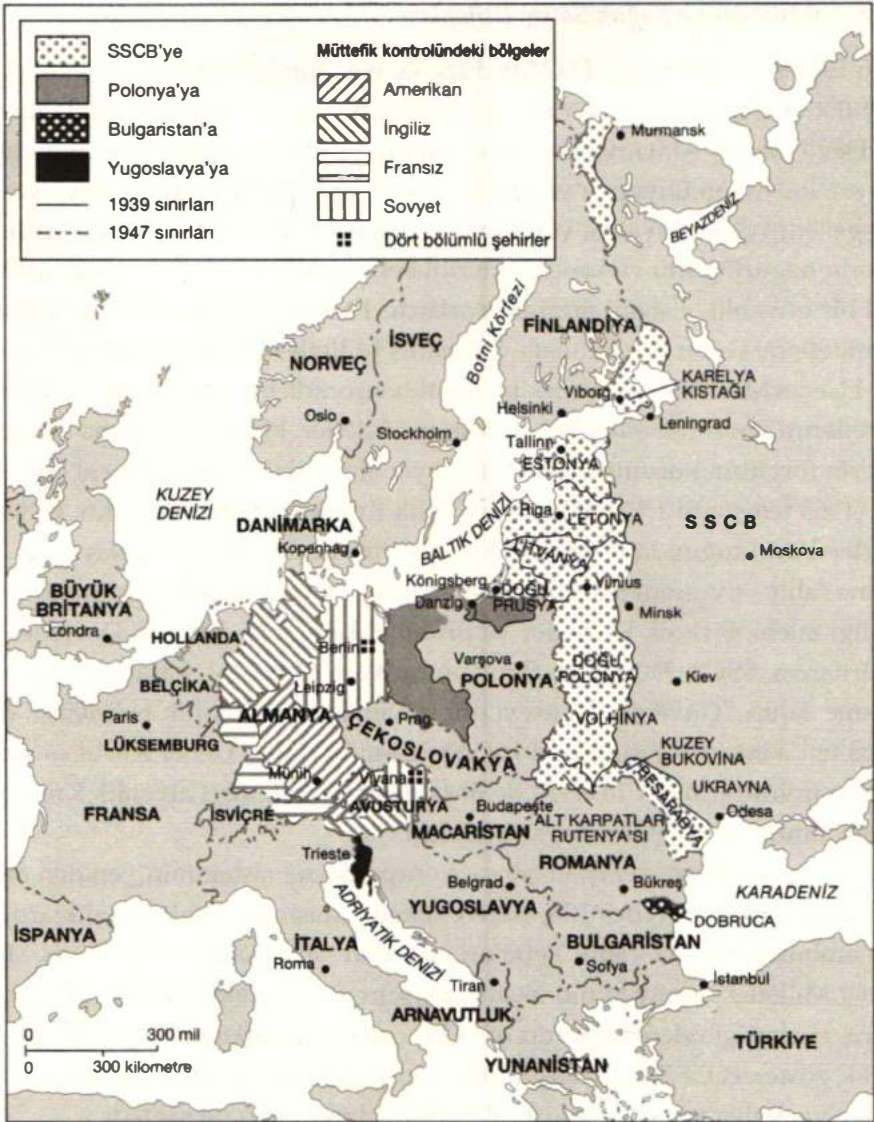 SSCB'ye
Polonya'ya
Bulgaristan'a
Yugoslavya'ya
1939 sınırları
1947 sınırları
Müttefik kontrolündeki bölgeler
Amerikan
İngiliz
Fransız
Sovyet
Dört bölümlü şehirler
Murmansk
BEYAZDENİZ
Botni Körfezi
FİNLANDİYA
İSVEÇ
NORVEÇ
KARELYA
KISTAĞI
Viborg
Oslo
Helsinki
Leningrad
Stockholm
Tallinn
ESTONYA
KUZEY
DENİZİ
BALTIK DENİZİ
Riga
LETONYA
SSCB
DANİMARKA
Moskova
Kopenhag
LİTVANYA
Königsberg
DOĞU
PRUSYA
Vilnius
BÜYÜK
BRİTANYA
Danzig
Minsk
Londra
HOLLANDA
Berlin
Varşova
POLONYA
DOĞU
POLONYA
BELÇİKA
Leipzig
Kiev
ALMANYA
Paris
LÜKSEMBURG
Prag
ÇEKOSLOVAKYA
VOLHİNYA
KUZEY
BUKOVİNA
Münih
Viyana
BESARABYA
UKRAYNA
FRANSA
İSVİÇRE
AVUSTURYA
Budapeşte
MACARİSTAN
ALT KARPATLAR
RUTENYA'SI
Odesa
Trieste
ROMANYA
Belgrad
Bükreş
KARADENİZ
YUGOSLAVYA
DOBRUCA
ADRİYATİK DENİZİ
İSPANYA
İTALYA
BULGARİSTAN
Roma
Sofya
Tiran
İstanbul
ARNAVUTLUK
0 300 mil
0 300 kilometre
TÜRKİYE
YUNANİSTAN